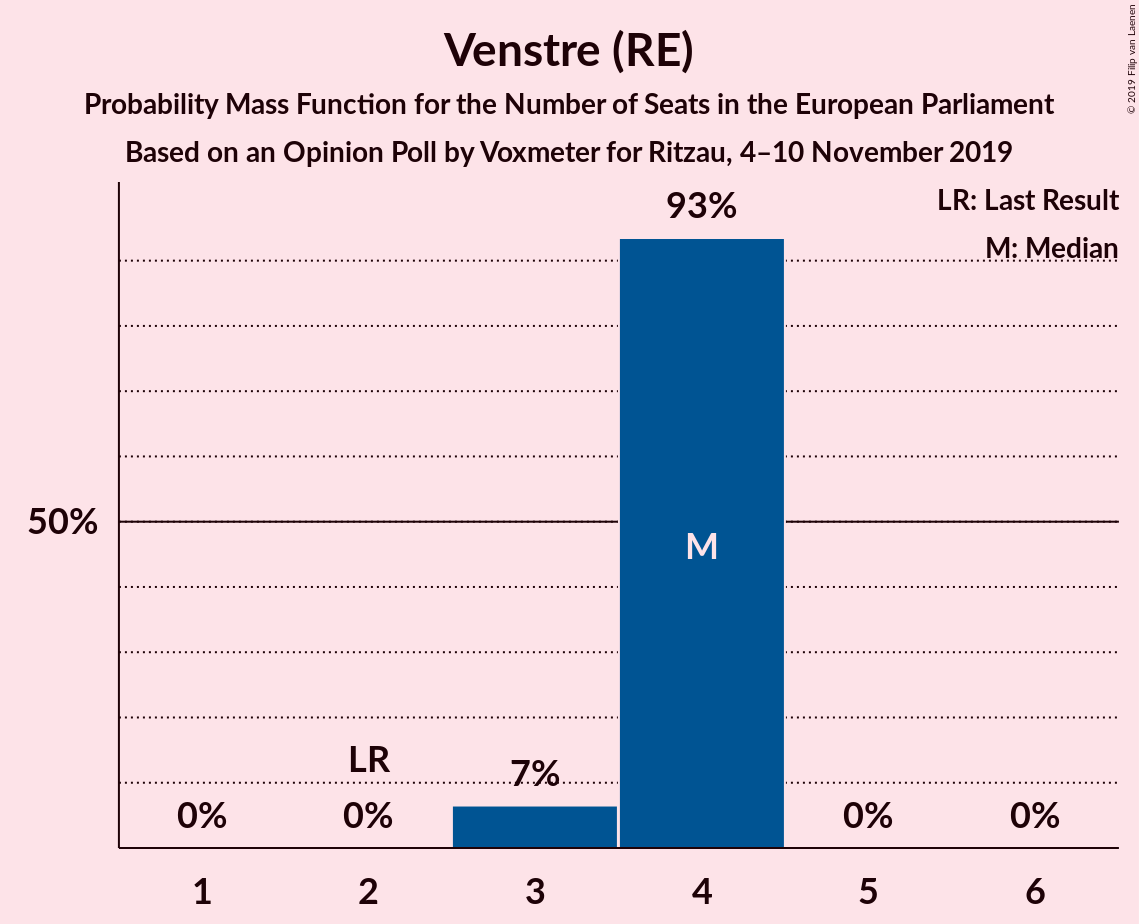 Venstre (RE)
Probability Mass Function for the Number of Seats in the European Parliament
Based on an Opinion Poll by Voxmeter for Ritzau, 4–10 November 2019
© 2019 Filip van Laenen
LR: Last Result
M: Median
93%
50%
M
LR
7%
0% 0% 0% 0%
1 2 3 4 5 6